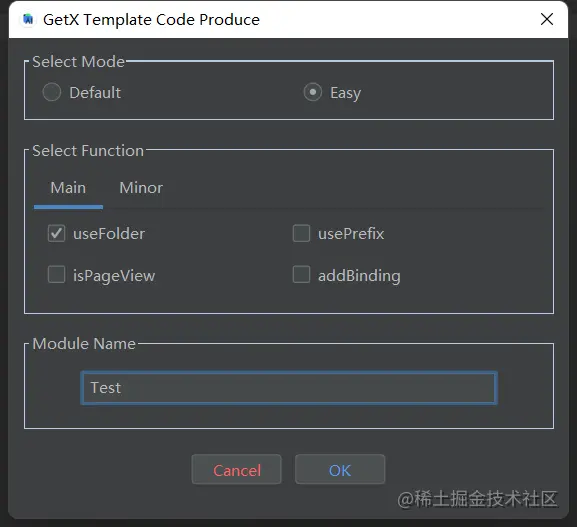 GetX Template Code Produce
Select Mode
Default Easy
Select Function
Main Minor
useFolder usePrefix
isPageView addBinding
Module Name
Test
Cancel OK
@稀土掘金技术社区